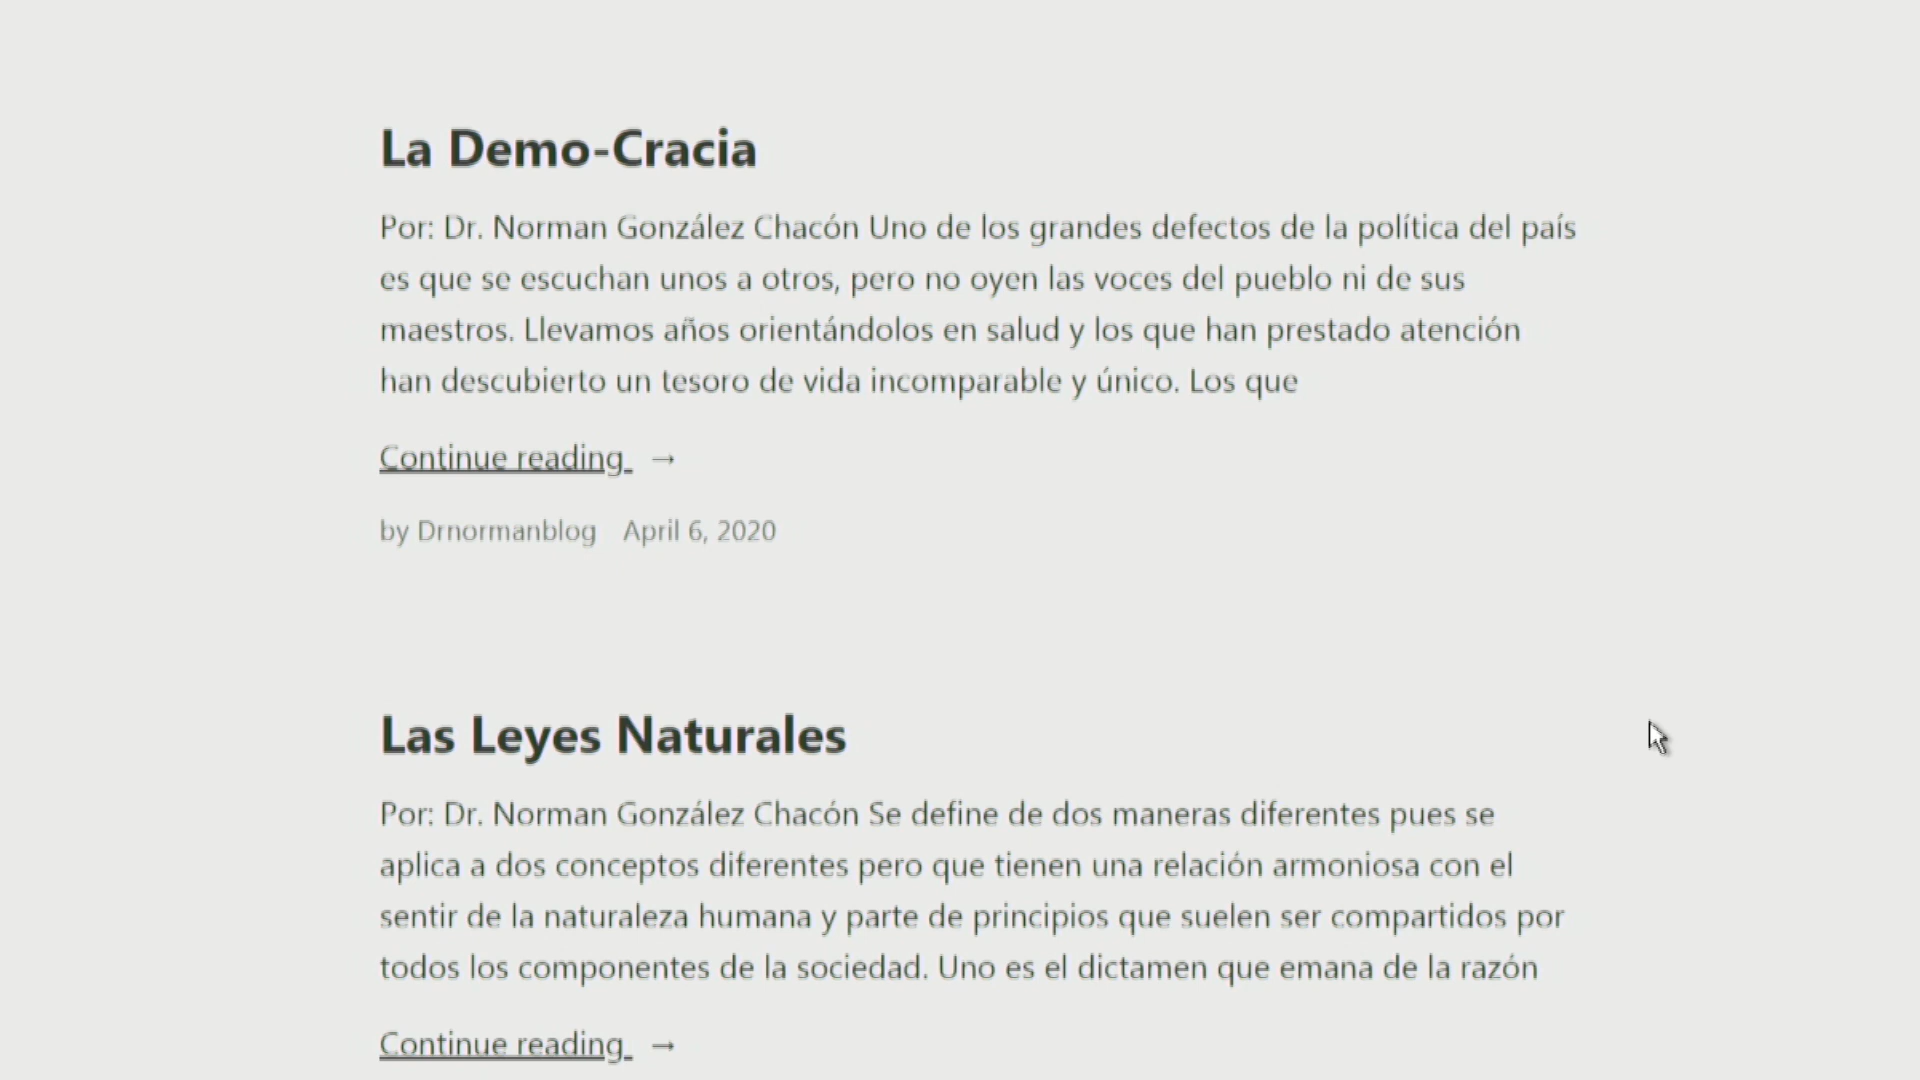 La Demo-Cracia
Por: Dr. Norman González Chacón Uno de los grandes defectos de la política del país
es que se escuchan unos a otros, pero no oyen las voces del pueblo ni de sus
maestros. Llevamos años orientándolos en salud y los que han prestado atención
han descubierto un tesoro de vida incomparable y único. Los que
Continue reading →
by Drnormanblog April 6, 2020
Las Leyes Naturales
Por: Dr. Norman González Chacón Se define de dos maneras diferentes pues se
aplica a dos conceptos diferentes pero que tienen una relación armoniosa con el
sentir de la naturaleza humana y parte de principios que suelen ser compartidos por
todos los componentes de la sociedad. Uno es el dictamen que emana de la razón
Continue reading →